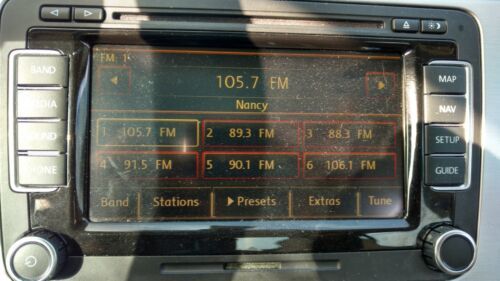 FM 1
105.7 FM
Nancy
BAND
MEDIA
SOUND
PHONE
MAP
NAV
SETUP
GUIDE
1 105.7 FM 2 89.3 FM 3 88.3 FM
4 91.5 FM 5 90.1 FM 6 106.1 FM
Band Stations Presets Extras Tune